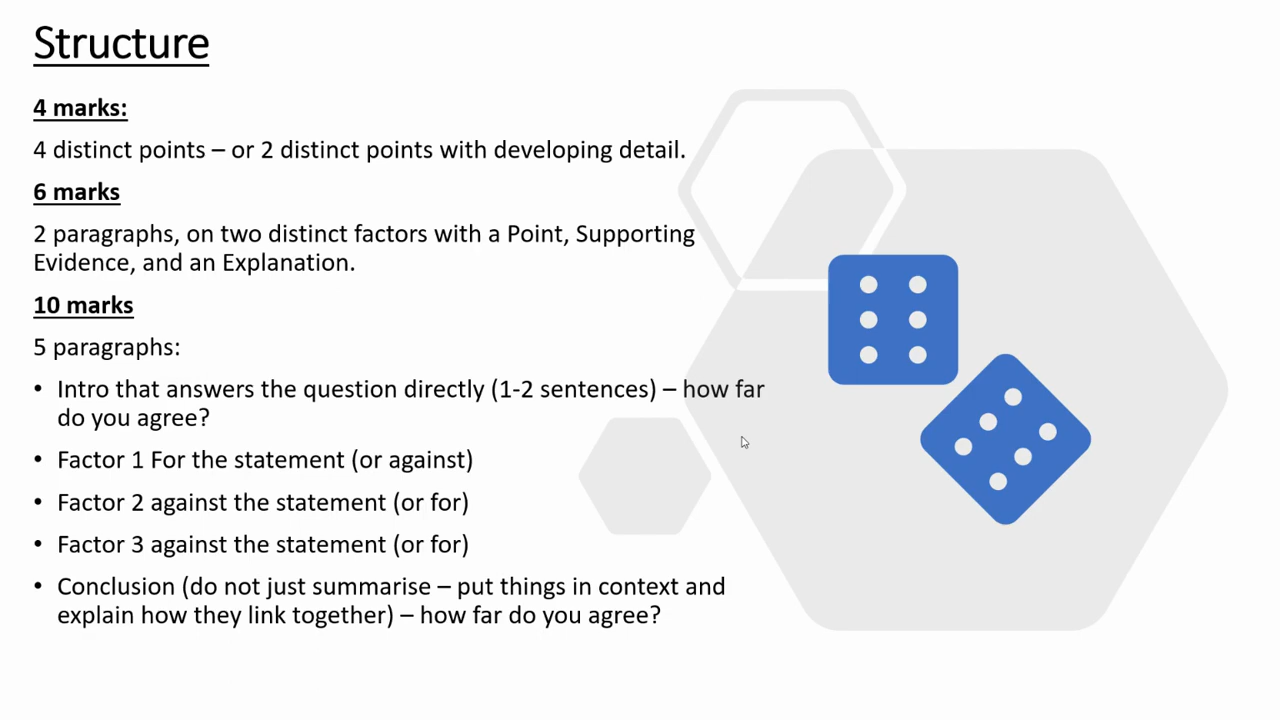 Structure
4 marks:
4 distinct points – or 2 distinct points with developing detail.
6 marks
2 paragraphs, on two distinct factors with a Point, Supporting
Evidence, and an Explanation.
10 marks
5 paragraphs:
• Intro that answers the question directly (1-2 sentences) – how far
do you agree?
• Factor 1 For the statement (or against)
• Factor 2 against the statement (or for)
• Factor 3 against the statement (or for)
• Conclusion (do not just summarise – put things in context and
explain how they link together) – how far do you agree?